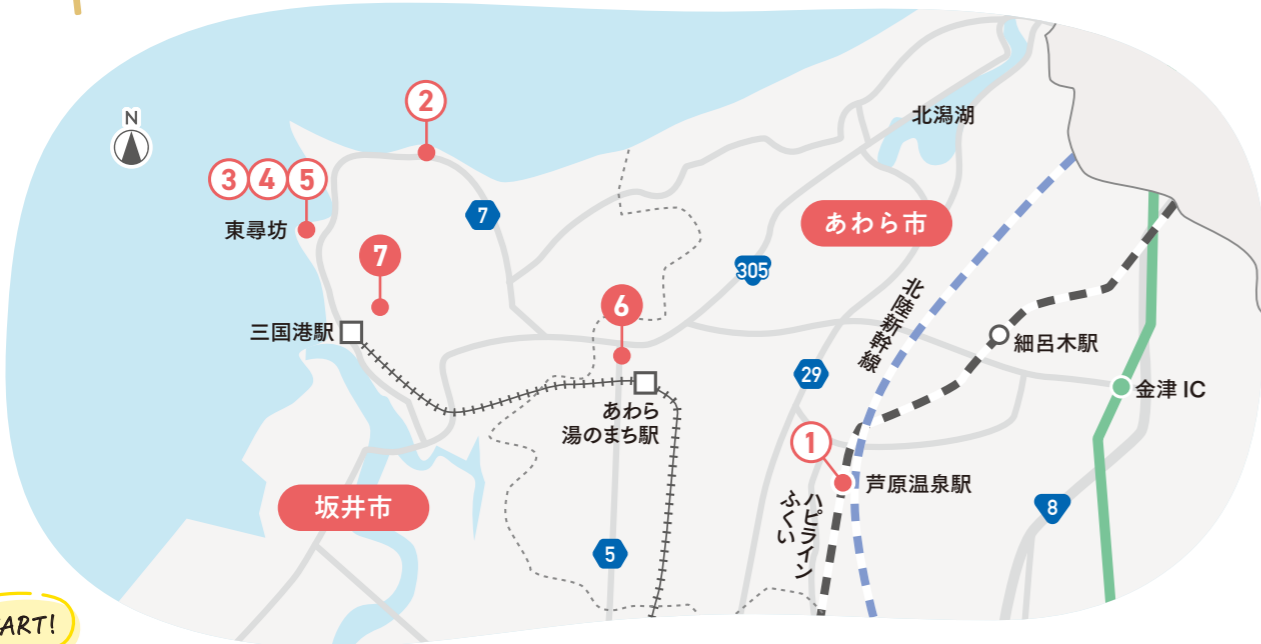 N
2
北潟湖
3 4 5
7
あわら市
東尋坊
7
305
6
北陸新幹線
三国港駅
細呂木駅
29
金津 IC
あわら
湯のまち駅
1
芦原温泉駅
坂井市
ハピライン
ふくい
8
5
ART!